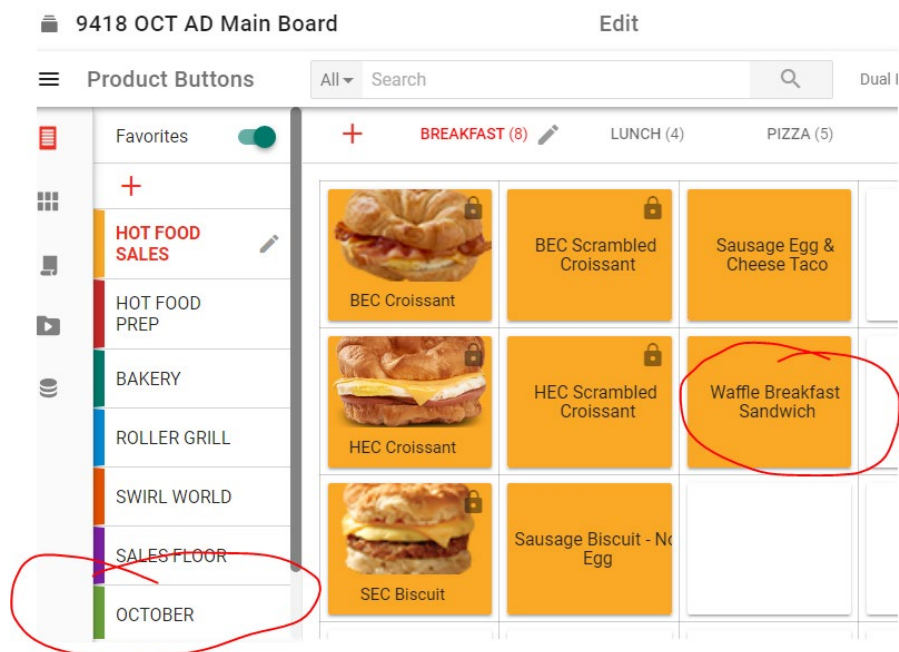 9418 OCT AD Main Board
Edit
Product Buttons
All
Search
Dual
Favorites
BREAKFAST (8)
LUNCH (4)
PIZZA (5)
HOT FOOD
SALES
HOT FOOD
PREP
BAKERY
ROLLER GRILL
SWIRL WORLD
SALES FLOOR
OCTOBER
BEC Croissant
BEC Scrambled
Croissant
Sausage Egg &
Cheese Taco
HEC Croissant
HEC Scrambled
Croissant
Waffle Breakfast
Sandwich
SEC Biscuit
Sausage Biscuit - No
Egg